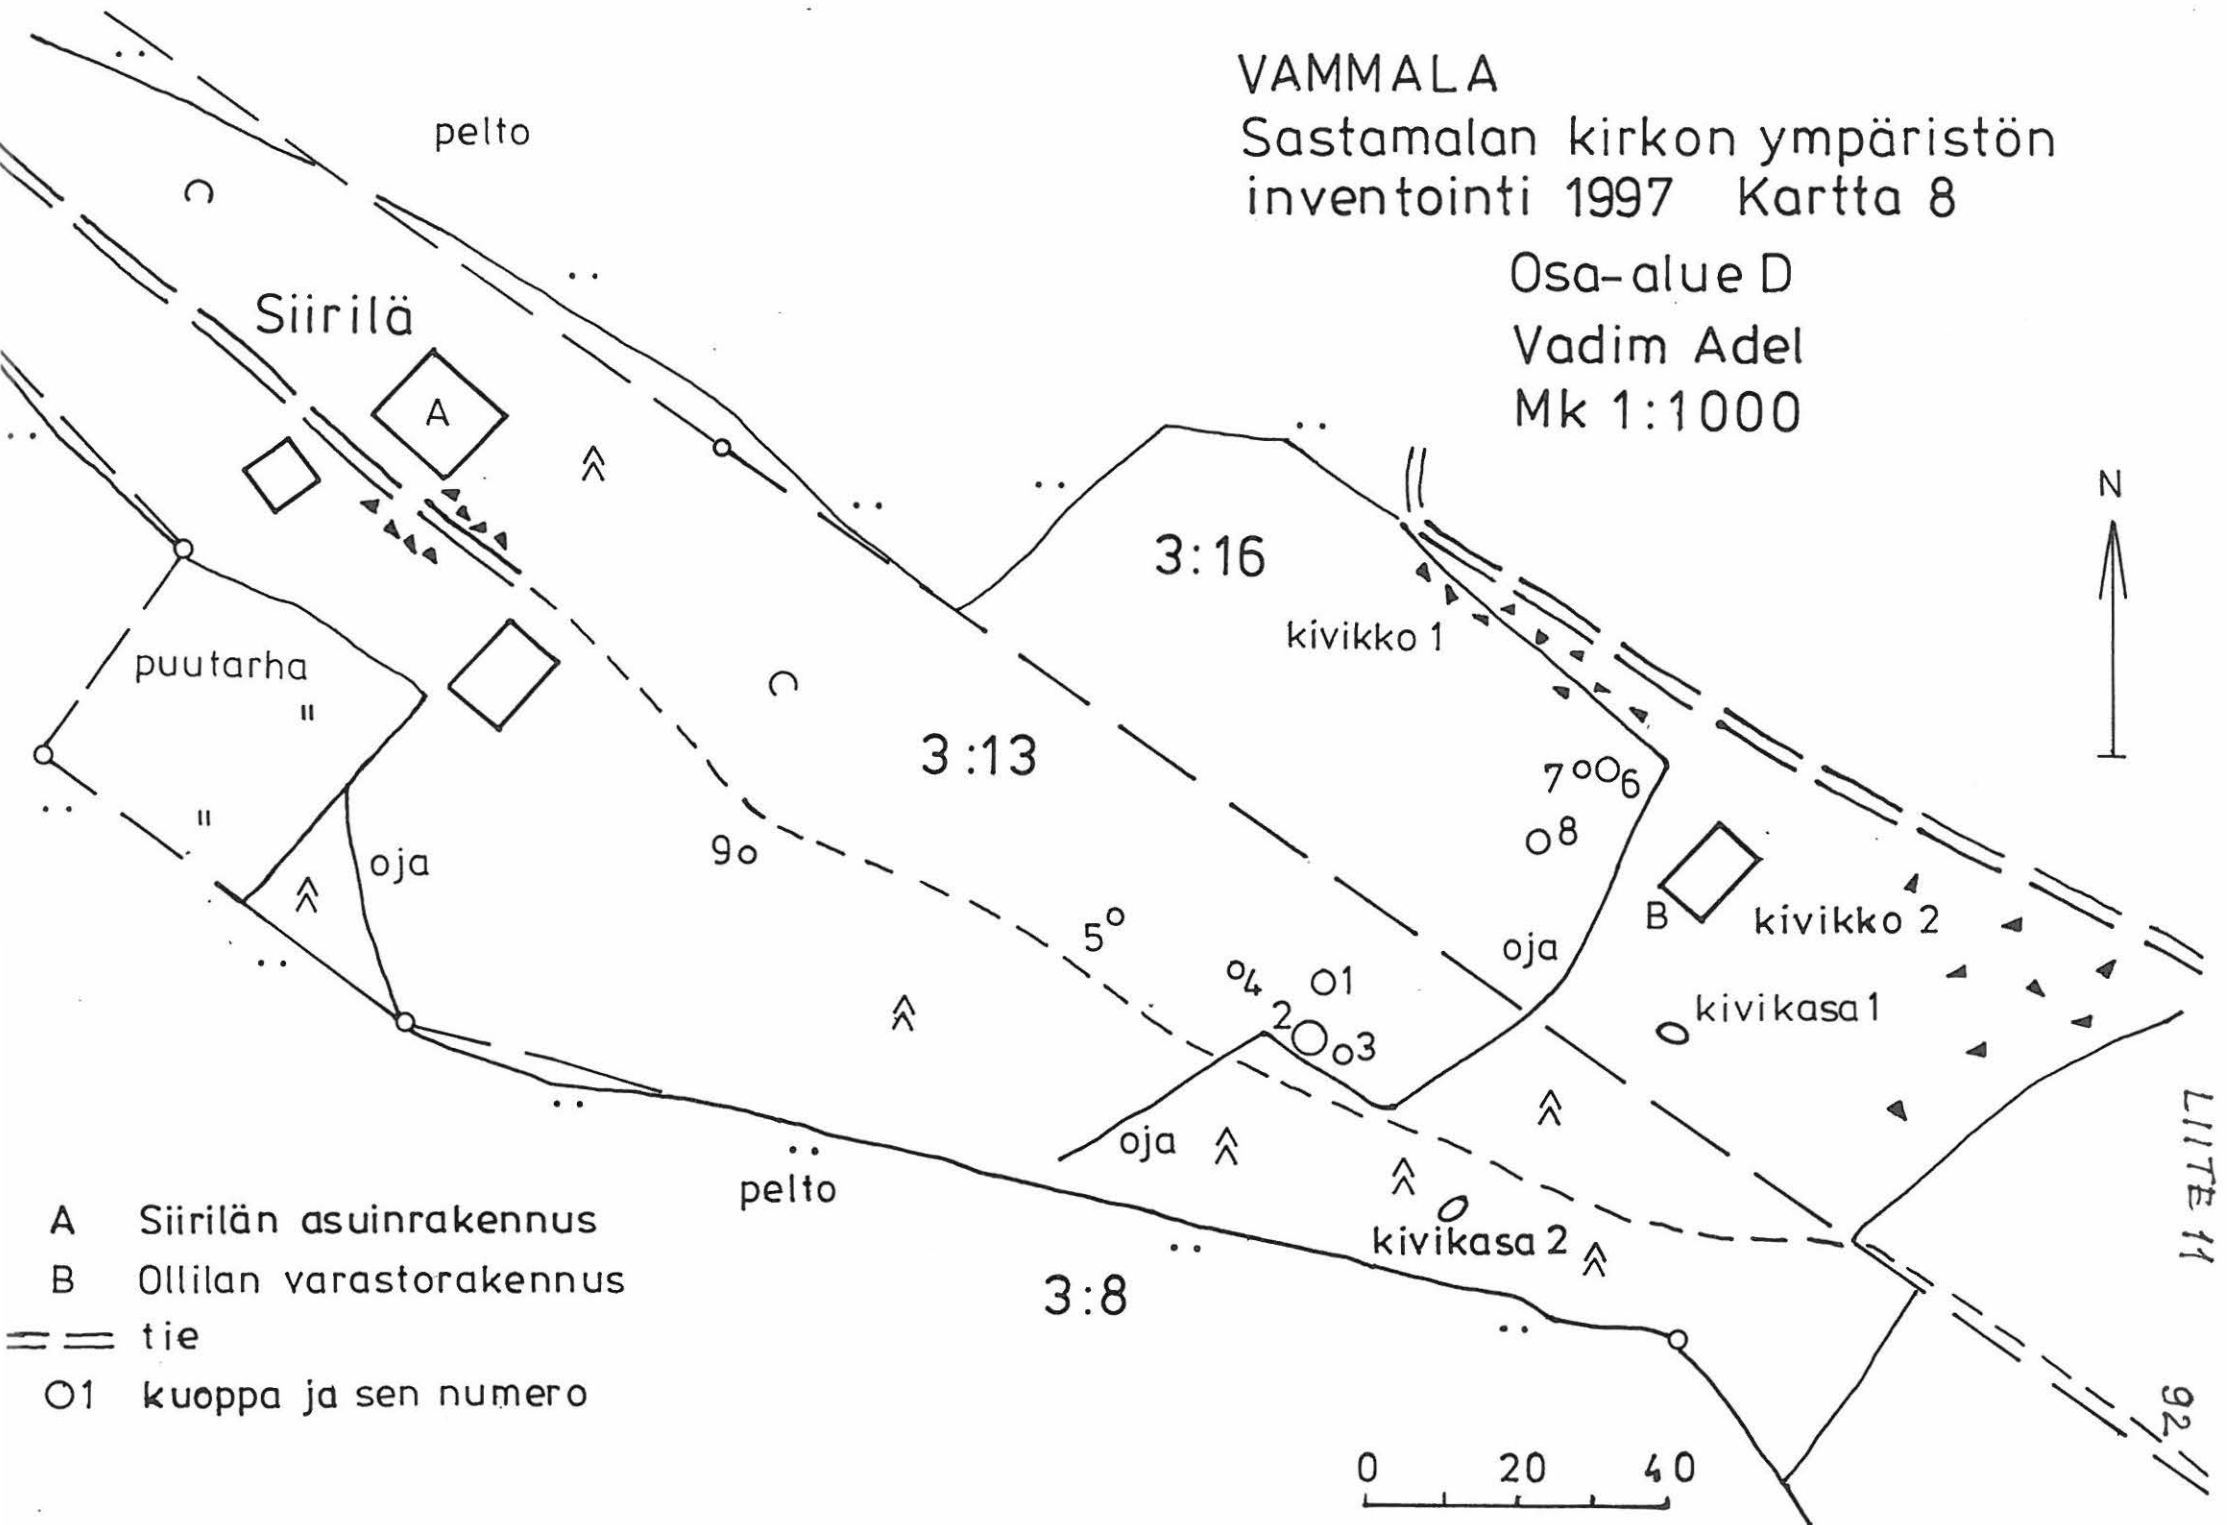 VAMMALA
Sastamalan kirkon ympäristön
inventointi 1997 Kartta 8
Osa-alue D
Vadim Adel
Mk 1:1000
pelto
Siirilä
A
N
3:16
kivikko 1
puutarha
3:13
7
6
8
9
oja
5
B
kivikko 2
oja
4
1
2
3
kivikasa 1
oja
pelto
kivikasa 2
3:8
LIITE 11
92
A Siirilän asuinrakennus
B Ollilan varastorakennus
tie
1 kuoppa ja sen numero
0 20 40